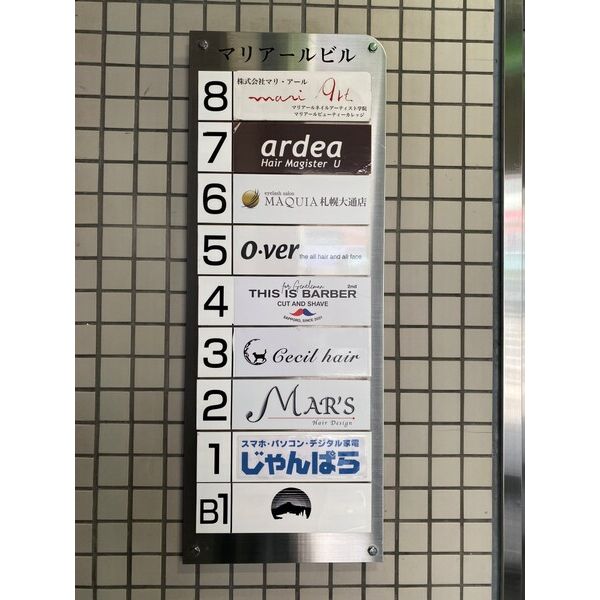 マリアールビル
8
株式会社マリ・アール
mari Art
マリアールネイルアーティスト学院
マリアールビューティーカレッジ
7
ardea
Hair Magister U
6
eyelash salon
MAQUIA 札幌大通店
5
o・ver the all hair and all face
4
for Gentleman
THIS IS BARBER 2nd
CUT AND SHAVE
SAPPORO, SINCE 2021
3
Cecil hair
2
MAR'S
Hair Design
1
スマホ・パソコン・デジタル家電
じゃんぱら
B1